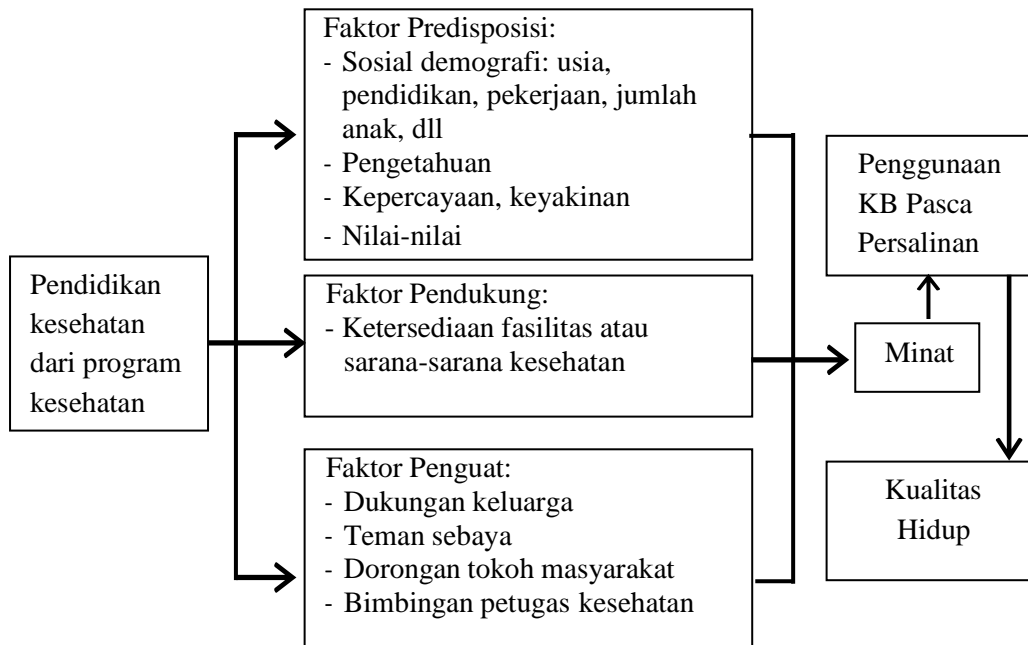 Pendidikan
kesehatan
dari program
kesehatan
Faktor Predisposisi:
- Sosial demografi: usia,
pendidikan, pekerjaan, jumlah
anak, dll
- Pengetahuan
- Kepercayaan, keyakinan
- Nilai-nilai
Faktor Pendukung:
- Ketersediaan fasilitas atau
sarana-sarana kesehatan
Faktor Penguat:
- Dukungan keluarga
- Teman sebaya
- Dorongan tokoh masyarakat
- Bimbingan petugas kesehatan
Minat
Penggunaan
KB Pasca
Persalinan
Kualitas
Hidup